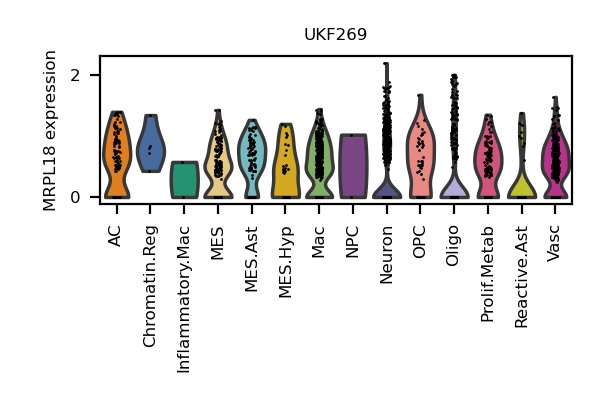 UKF269
MRPL18 expression
2
0
AC
Chromatin.Reg
Inflammatory.Mac
MES
MES.Ast
MES.Hyp
Mac
NPC
Neuron
OPC
Oligo
Prolif.Metab
Reactive.Ast
Vasc